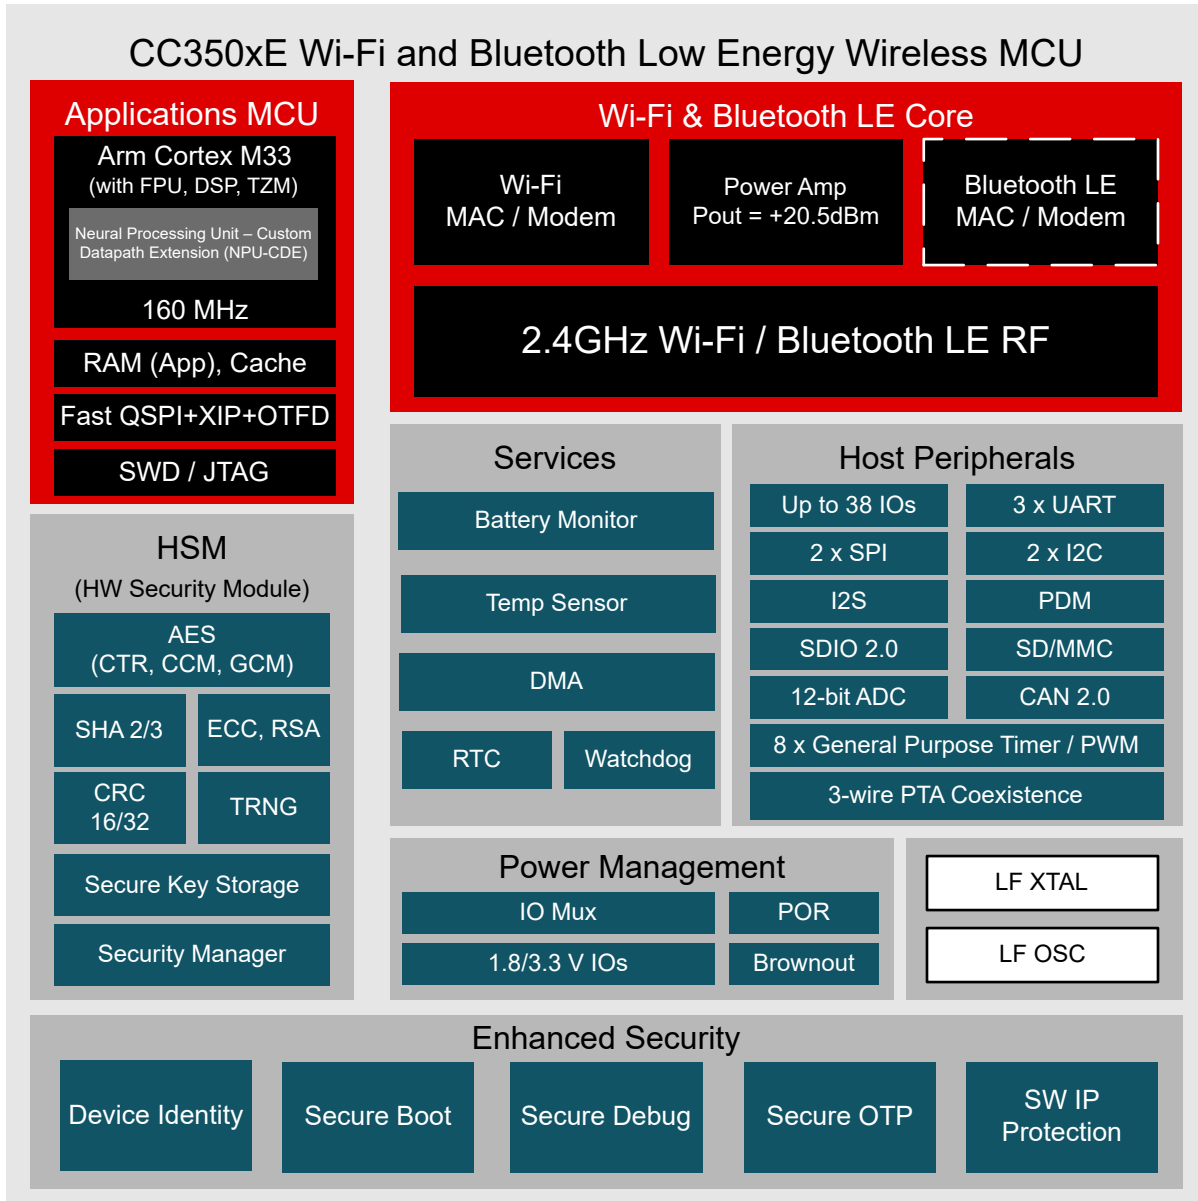 CC350xE Wi-Fi and Bluetooth Low Energy Wireless MCU
Applications MCU
Arm Cortex M33
(with FPU, DSP, TZM)
Neural Processing Unit – Custom
Datapath Extension (NPU-CDE)
160 MHz
RAM (App), Cache
Fast QSPI+XIP+OTFD
SWD / JTAG
Wi-Fi & Bluetooth LE Core
Wi-Fi
MAC / Modem
Power Amp
Pout = +20.5dBm
Bluetooth LE
MAC / Modem
2.4GHz Wi-Fi / Bluetooth LE RF
HSM
(HW Security Module)
AES
(CTR, CCM, GCM)
SHA 2/3
ECC, RSA
CRC
16/32
TRNG
Secure Key Storage
Security Manager
Services
Battery Monitor
Temp Sensor
DMA
RTC
Watchdog
Host Peripherals
Up to 38 IOs
3 x UART
2 x SPI
2 x I2C
I2S
PDM
SDIO 2.0
SD/MMC
12-bit ADC
CAN 2.0
8 x General Purpose Timer / PWM
3-wire PTA Coexistence
Power Management
IO Mux
POR
1.8/3.3 V IOs
Brownout
LF XTAL
LF OSC
Enhanced Security
Device Identity
Secure Boot
Secure Debug
Secure OTP
SW IP
Protection